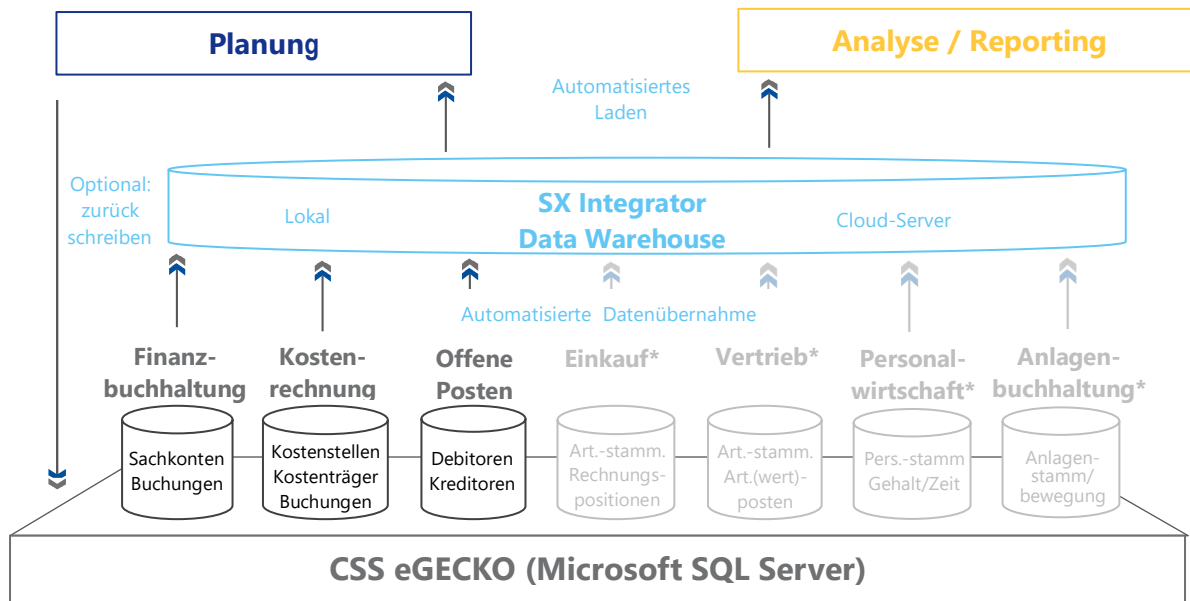 Planung
Analyse / Reporting
Automatisiertes
Laden
Optional:
zurück
schreiben
SX Integrator
Data Warehouse
Lokal
Cloud-Server
Automatisierte Datenübernahme
Finanz-
buchhaltung
Kosten-
rechnung
Offene
Posten
Einkauf*
Vertrieb*
Personal-
wirtschaft*
Anlagen-
buchhaltung*
Sachkonten
Buchungen
Kostenstellen
Kostenträger
Buchungen
Debitoren
Kreditoren
Art.-stamm.
Rechnungs-
positionen
Art.-stamm.
Art.(wert)-
posten
Pers.-stamm
Gehalt/Zeit
Anlagen-
stamm/
bewegung
CSS eGECKO (Microsoft SQL Server)